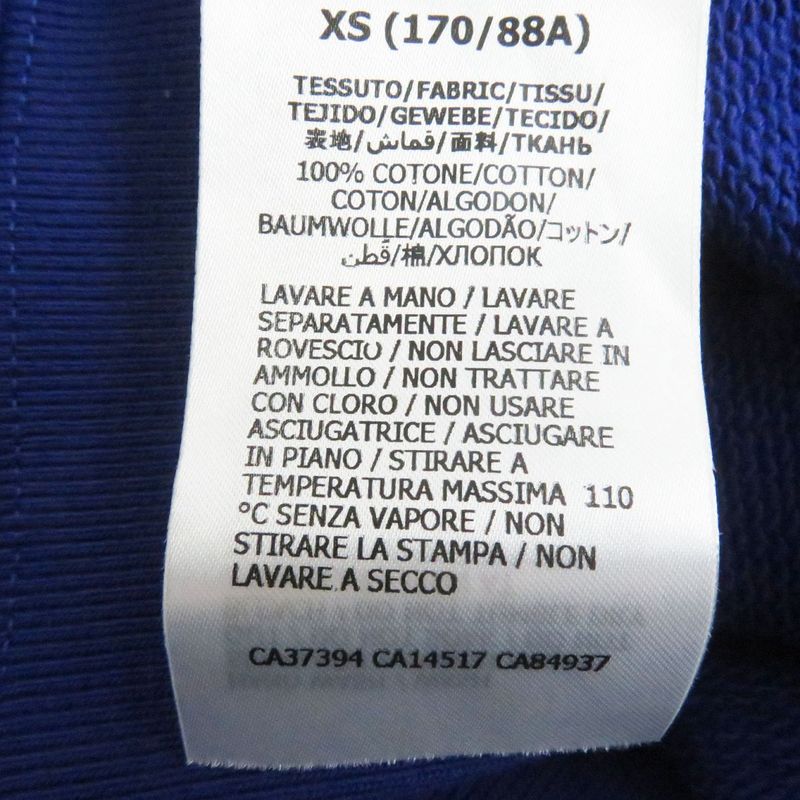 XS (170/88A)
TESSUTO/FABRIC/TISSU/
TEJIDO/GEWEBE/TECIDO/
表地/قماش/面料/ТКАНЬ
100% COTONE/COTTON/
COTON/ALGODON/
BAUMWOLLE/ALGODÃO/コットン/
قطن/棉/ХЛОПОК
LAVARE A MANO / LAVARE
SEPARATAMENTE / LAVARE A
ROVESCIO / NON LASCIARE IN
AMMOLLO / NON TRATTARE
CON CLORO / NON USARE
ASCIUGATRICE / ASCIUGARE
IN PIANO / STIRARE A
TEMPERATURA MASSIMA 110
°C SENZA VAPORE / NON
STIRARE LA STAMPA / NON
LAVARE A SECCO
CA37394 CA14517 CA84937